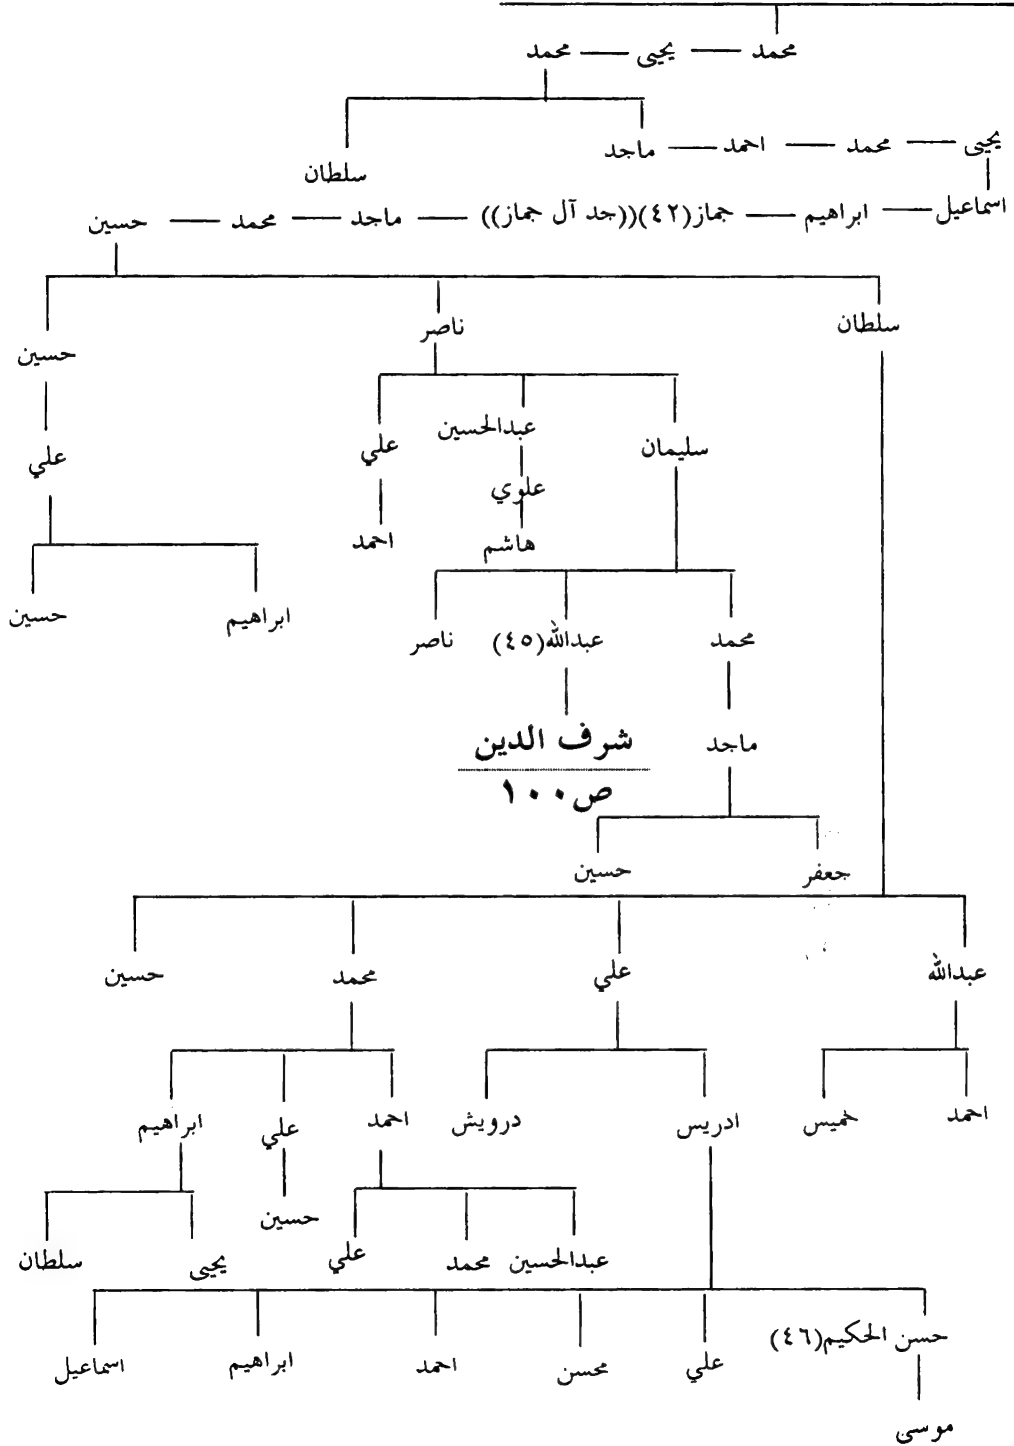 محمد — يحيى — محمد
يحيى — محمد — احمد — ماجد
سلطان
اسماعيل — ابراهيم — جماز(٤٢)((جد آل جماز)) — ماجد — محمد — حسين
سلطان ناصر حسين
سليمان عبدالحسين علي علي
علوي
هاشم احمد
ابراهيم حسين
محمد عبدالله(٤٥) ناصر
ماجد شرف الدين
ص١٠٠
جعفر حسين
عبدالله علي محمد حسين
احمد خميس ادريس درويش احمد علي ابراهيم
حسين
عبدالحسين محمد علي يحيى سلطان
حسن الحكيم(٤٦) علي محسن احمد ابراهيم اسماعيل
موسى